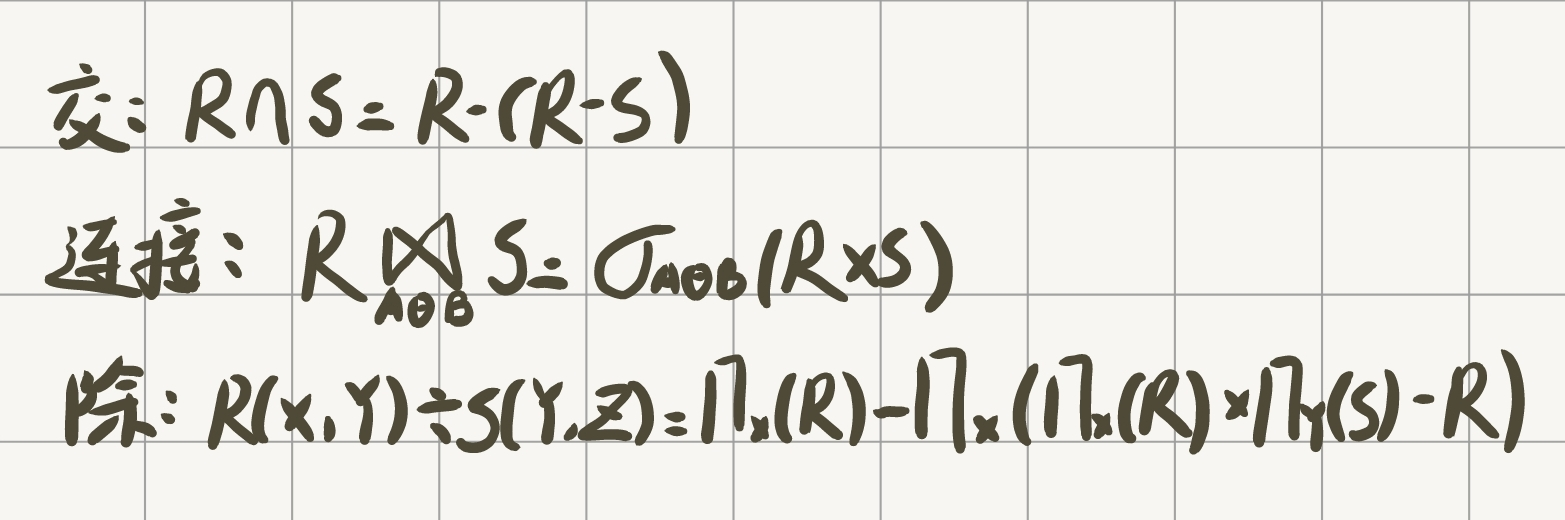 交: R∩S=R-(R-S)
连接: R⋈AθB S=σAθB(R×S)
除: R(X,Y)÷S(Y,Z)=Πx(R)-Πx(Πx(R)×ΠY(S)-R)